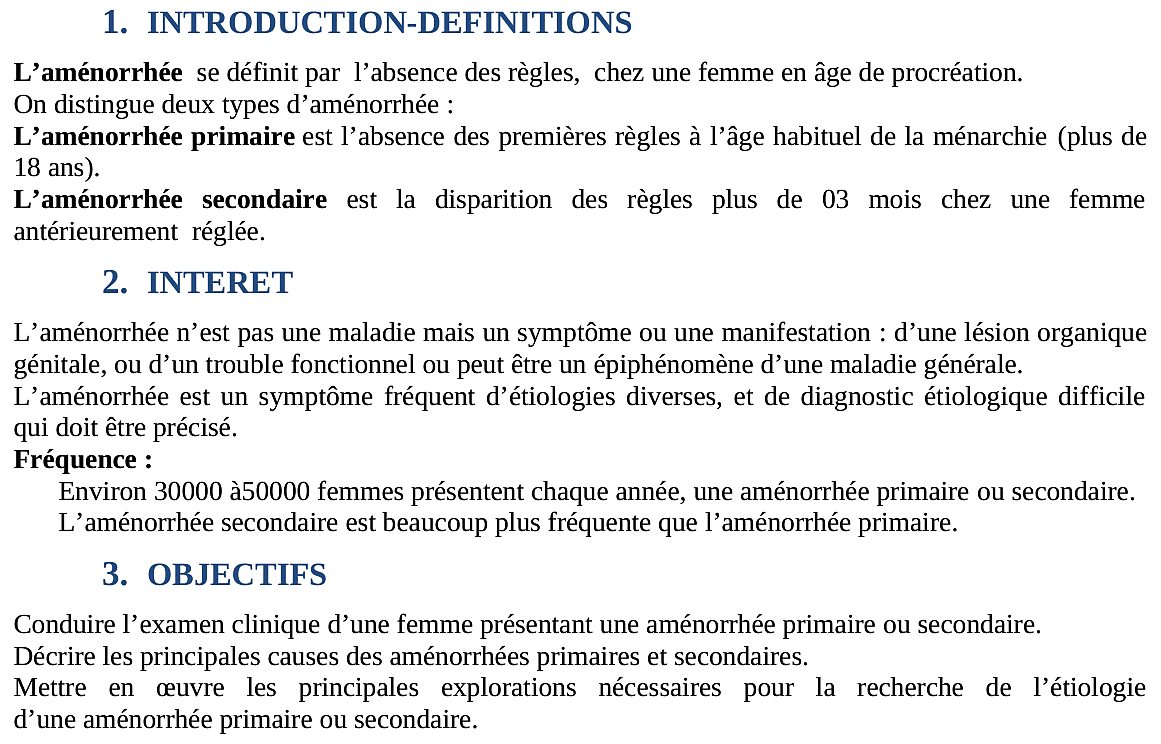 1. INTRODUCTION-DEFINITIONS
L’aménorrhée se définit par l’absence des règles, chez une femme en âge de procréation.
On distingue deux types d’aménorrhée :
L’aménorrhée primaire est l’absence des premières règles à l’âge habituel de la ménarchie (plus de
18 ans).
L’aménorrhée secondaire est la disparition des règles plus de 03 mois chez une femme
antérieurement réglée.
2. INTERET
L’aménorrhée n’est pas une maladie mais un symptôme ou une manifestation : d’une lésion organique
génitale, ou d’un trouble fonctionnel ou peut être un épiphénomène d’une maladie générale.
L’aménorrhée est un symptôme fréquent d’étiologies diverses, et de diagnostic étiologique difficile
qui doit être précisé.
Fréquence :
Environ 30000 à50000 femmes présentent chaque année, une aménorrhée primaire ou secondaire.
L’aménorrhée secondaire est beaucoup plus fréquente que l’aménorrhée primaire.
3. OBJECTIFS
Conduire l’examen clinique d’une femme présentant une aménorrhée primaire ou secondaire.
Décrire les principales causes des aménorrhées primaires et secondaires.
Mettre en œuvre les principales explorations nécessaires pour la recherche de l’étiologie
d’une aménorrhée primaire ou secondaire.